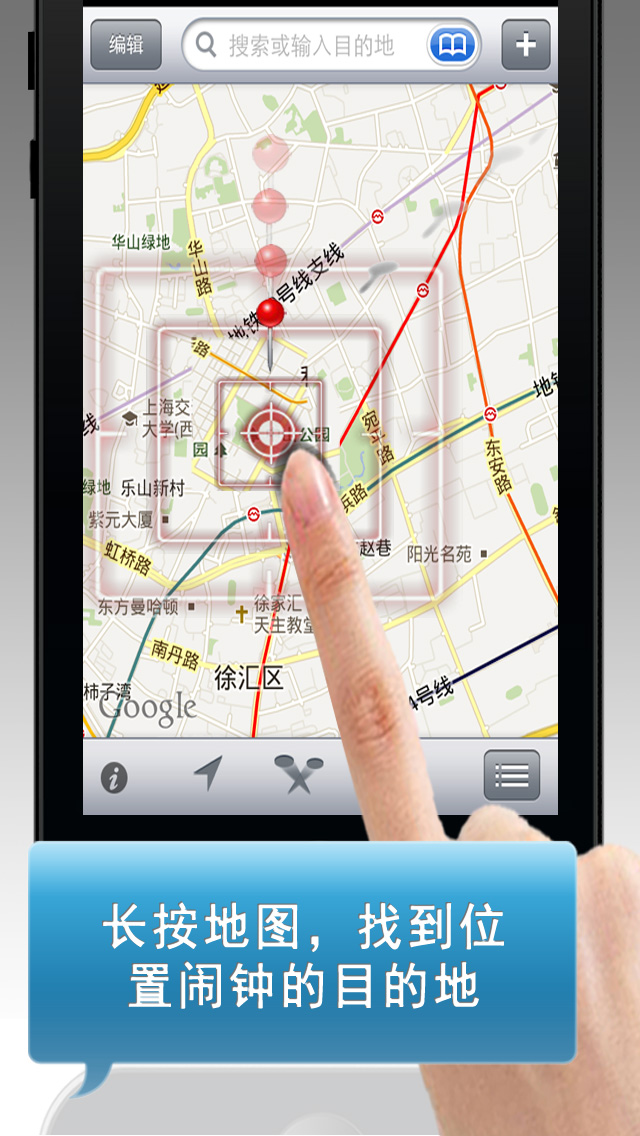 编辑
搜索或输入目的地
华山绿地
华山路
号线支线
地铁
路
上海交
大学(西
线
公园
园
宛平路
地铁
东安路
浜路
绿地
乐山新村
紫元大厦
赵巷
阳光名苑
虹桥路
东方曼哈顿
徐家汇
天主教堂
南丹路
徐汇区
柿子湾
Google
4号线
长按地图，找到位
置闹钟的目的地